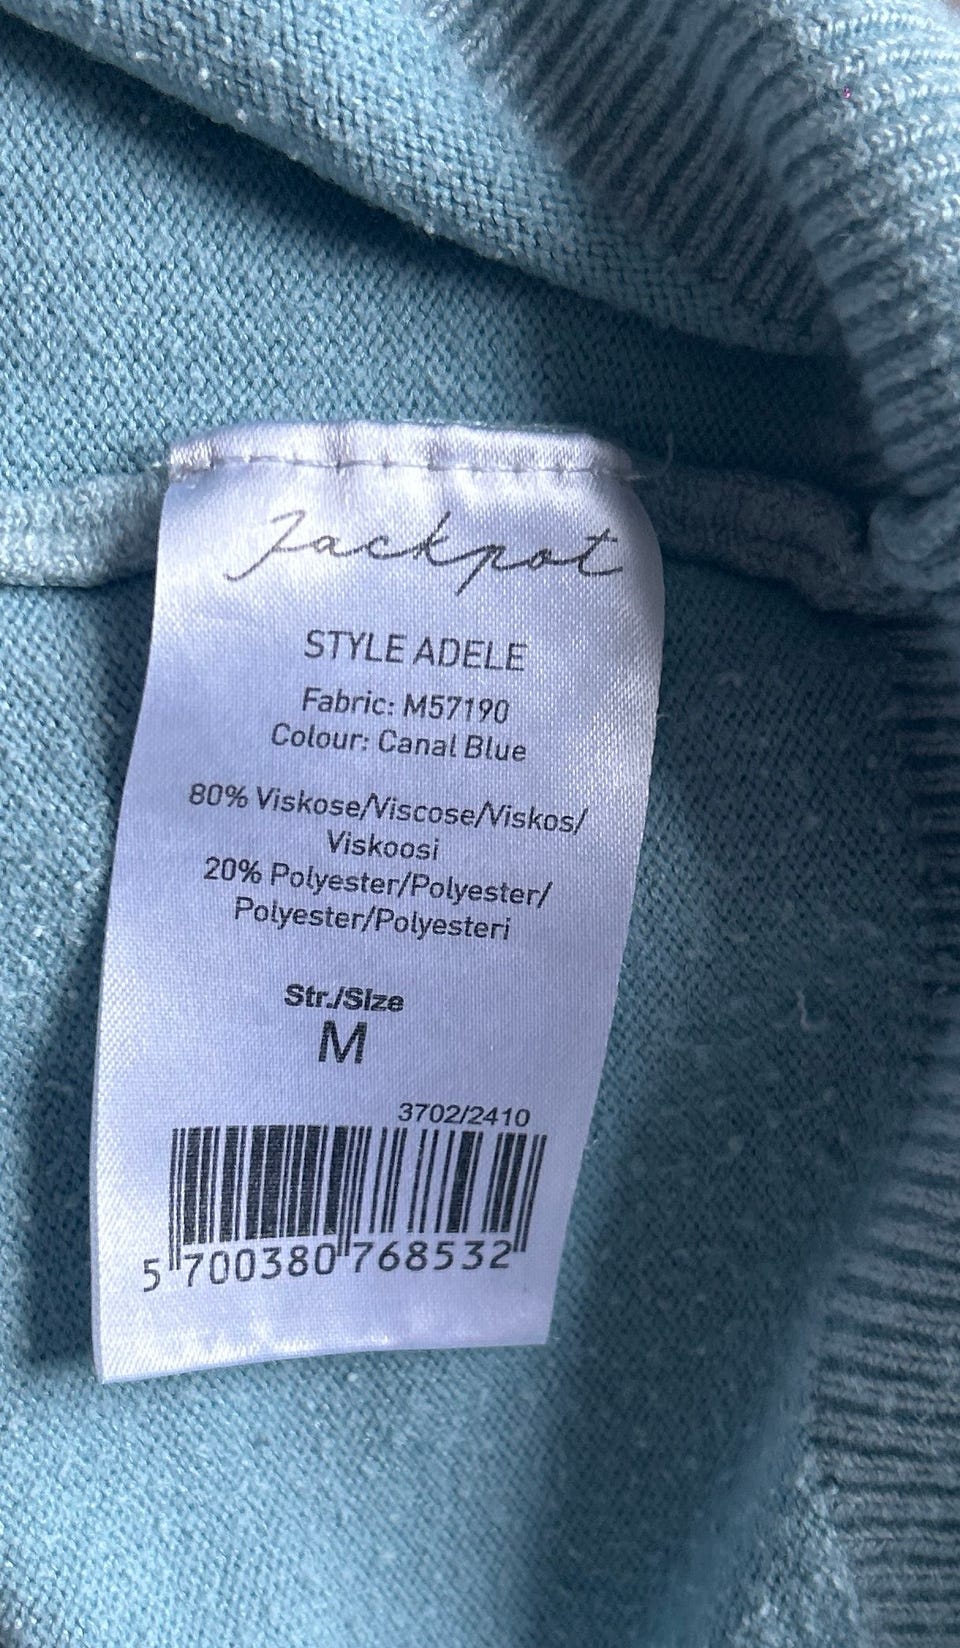 Jackpot
STYLE ADELE
Fabric: M57190
Colour: Canal Blue
80% Viskose/Viscose/Viskos/
Viskoosi
20% Polyester/Polyester/
Polyester/Polyesteri
Str./Size
M
3702/2410
5 700380 768532